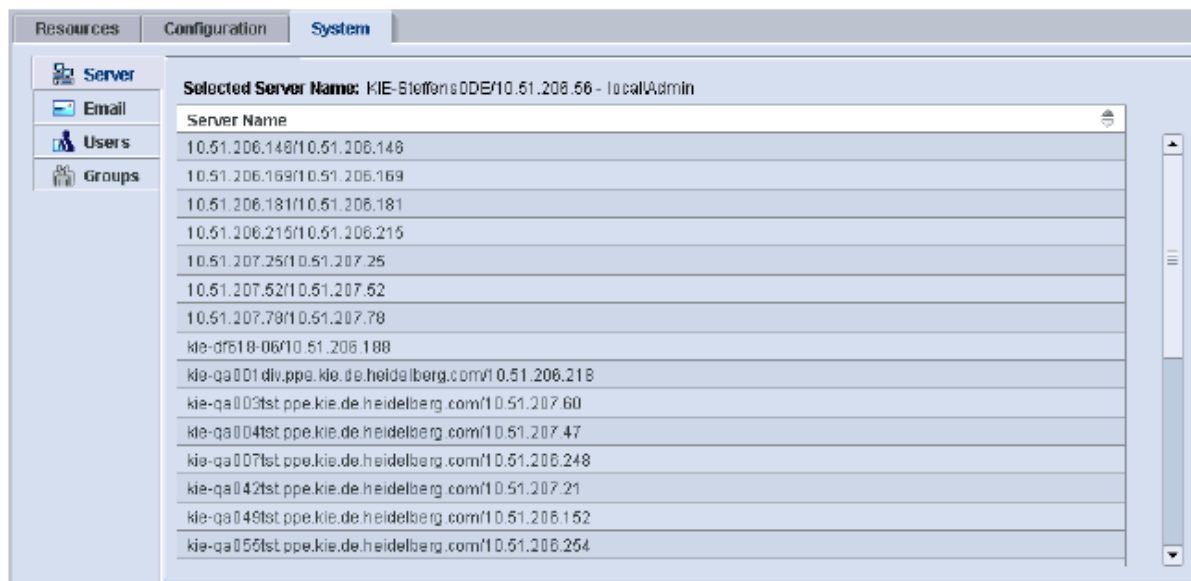 Resources Configuration System
Server
Email
Users
Groups
Selected Server Name: KIE-Steffens0DE/10.51.206.56 - local\Admin
Server Name
10.51.206.146/10.51.206.146
10.51.206.169/10.51.206.169
10.51.206.181/10.51.206.181
10.51.206.215/10.51.206.215
10.51.207.25/10.51.207.25
10.51.207.52/10.51.207.52
10.51.207.78/10.51.207.78
kie-df618-06/10.51.206.188
kie-qa001div.ppe.kie.de.heidelberg.com/10.51.206.218
kie-qa003tst.ppe.kie.de.heidelberg.com/10.51.207.60
kie-qa004tst.ppe.kie.de.heidelberg.com/10.51.207.47
kie-qa007tst.ppe.kie.de.heidelberg.com/10.51.206.248
kie-qa042tst.ppe.kie.de.heidelberg.com/10.51.207.21
kie-qa049tst.ppe.kie.de.heidelberg.com/10.51.206.152
kie-qa055tst.ppe.kie.de.heidelberg.com/10.51.206.254